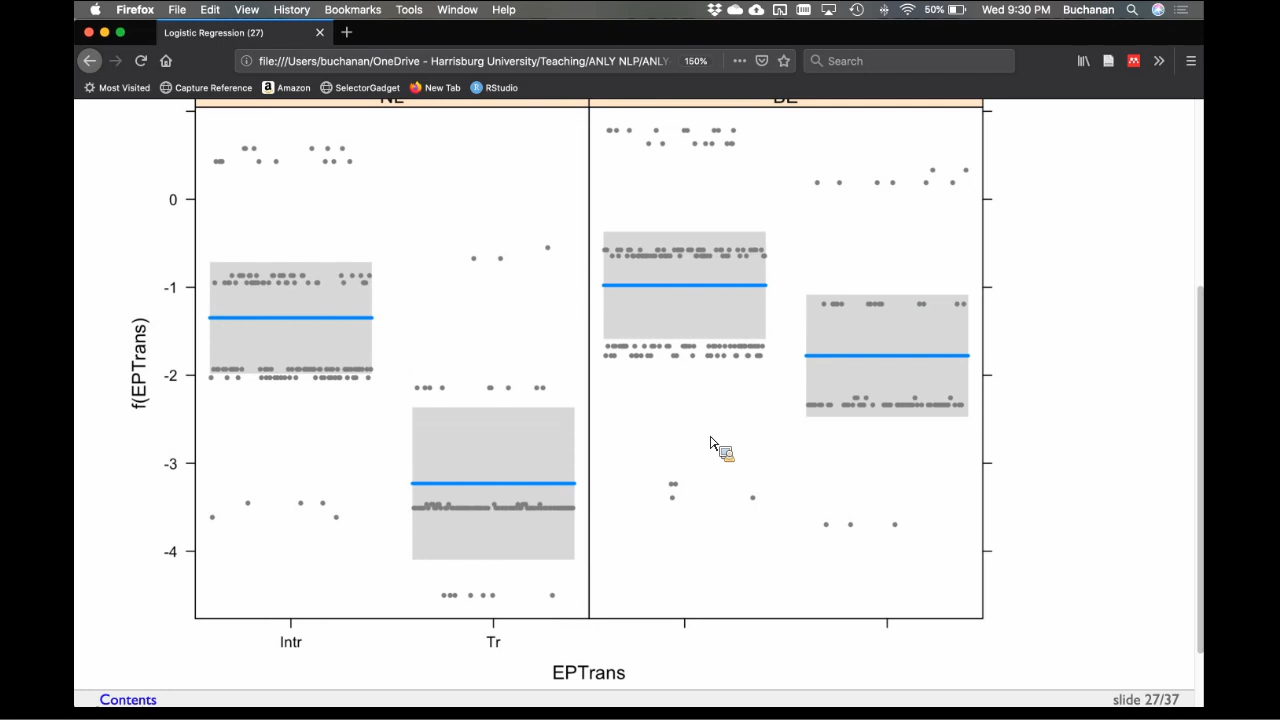 Firefox File Edit View History Bookmarks Tools Window Help 50% Wed 9:30 PM Buchanan
Logistic Regression (27)
file:///Users/buchanan/OneDrive - Harrisburg University/Teaching/ANLY NLP/ANLY- 150% Search
Most Visited Capture Reference Amazon SelectorGadget New Tab RStudio
0
-1
-2
-3
-4
f(EPTrans)
Intr Tr
EPTrans
Contents slide 27/37